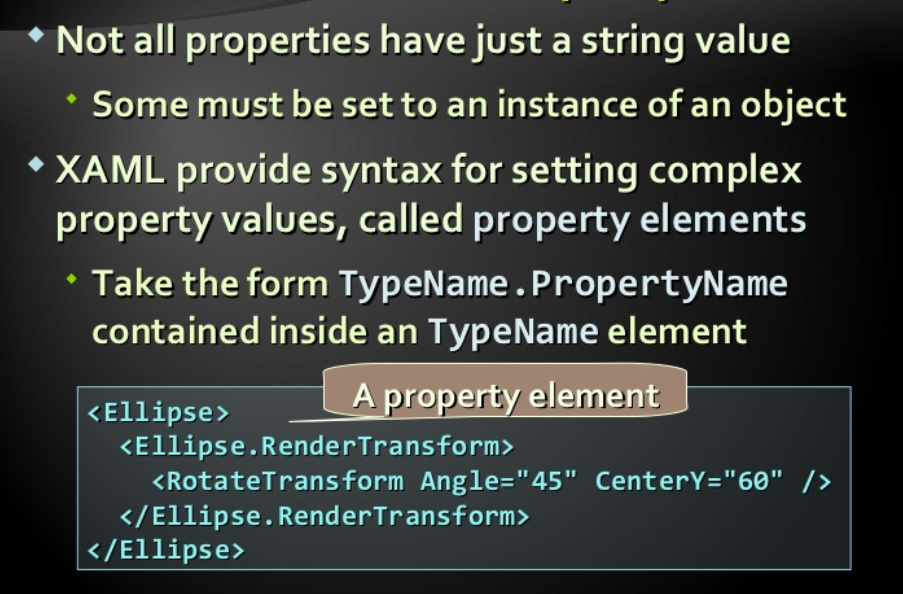 Not all properties have just a string value
Some must be set to an instance of an object
XAML provide syntax for setting complex
property values, called property elements
Take the form TypeName.PropertyName
contained inside an TypeName element
A property element
<Ellipse>
<Ellipse.RenderTransform>
<RotateTransform Angle="45" CenterY="60" />
</Ellipse.RenderTransform>
</Ellipse>